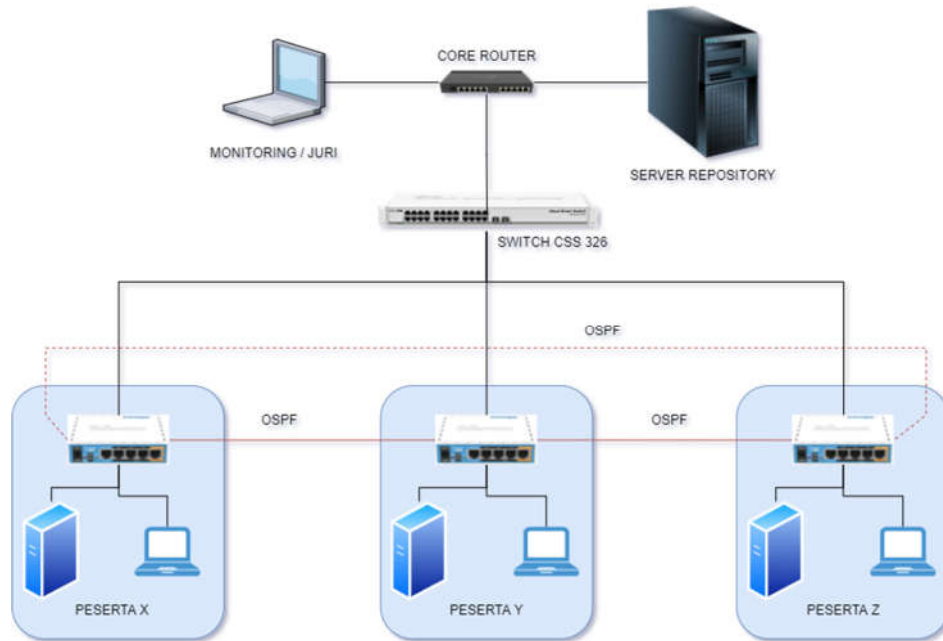 CORE ROUTER
MONITORING / JURI
SERVER REPOSITORY
SWITCH CSS 326
OSPF
OSPF
OSPF
PESERTA X
PESERTA Y
PESERTA Z